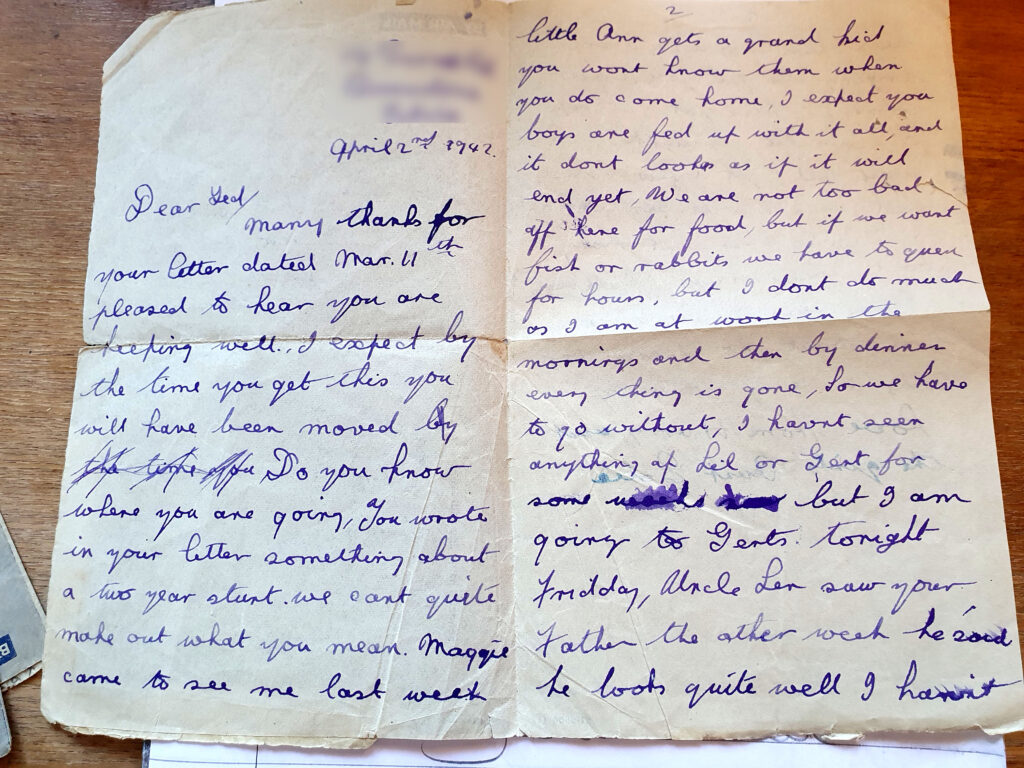 April 2nd 1942.
Dear Ted/
many thanks for
your letter dated Mar. 11th
pleased to hear you are
keeping well., I expect by
the time you get this you
will have been moved by
the time you Do you know
where you are going, You wrote
in your letter something about
a two year stunt. we cant quite
make out what you mean. Maggie
came to see me last week
2
little Ann gets a grand kid
you wont know them when
you do come home, I expect you
boys are fed up with it all, and
it dont looks as if it will
end yet, We are not too bad
off here for food, but if we want
fish or rabbits we have to queu
for hours, but I dont do much
as I am at work in the
mornings and then by dinner
every thing is gone, So we have
to go without, I havnt seen
anything of Lil or Gert for
some but I am
going to Gerts. tonight
Fridday, Uncle Len saw your
Father the other week he said
he looks quite well I havnt